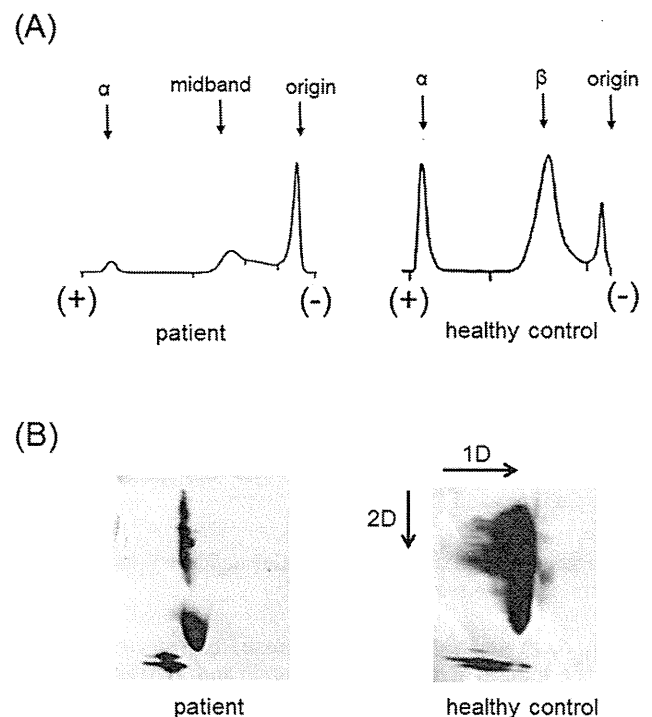 (A)
α midband origin α β origin
(+) (-) (+) (-)
patient healthy control
(B)
1D
2D
patient healthy control